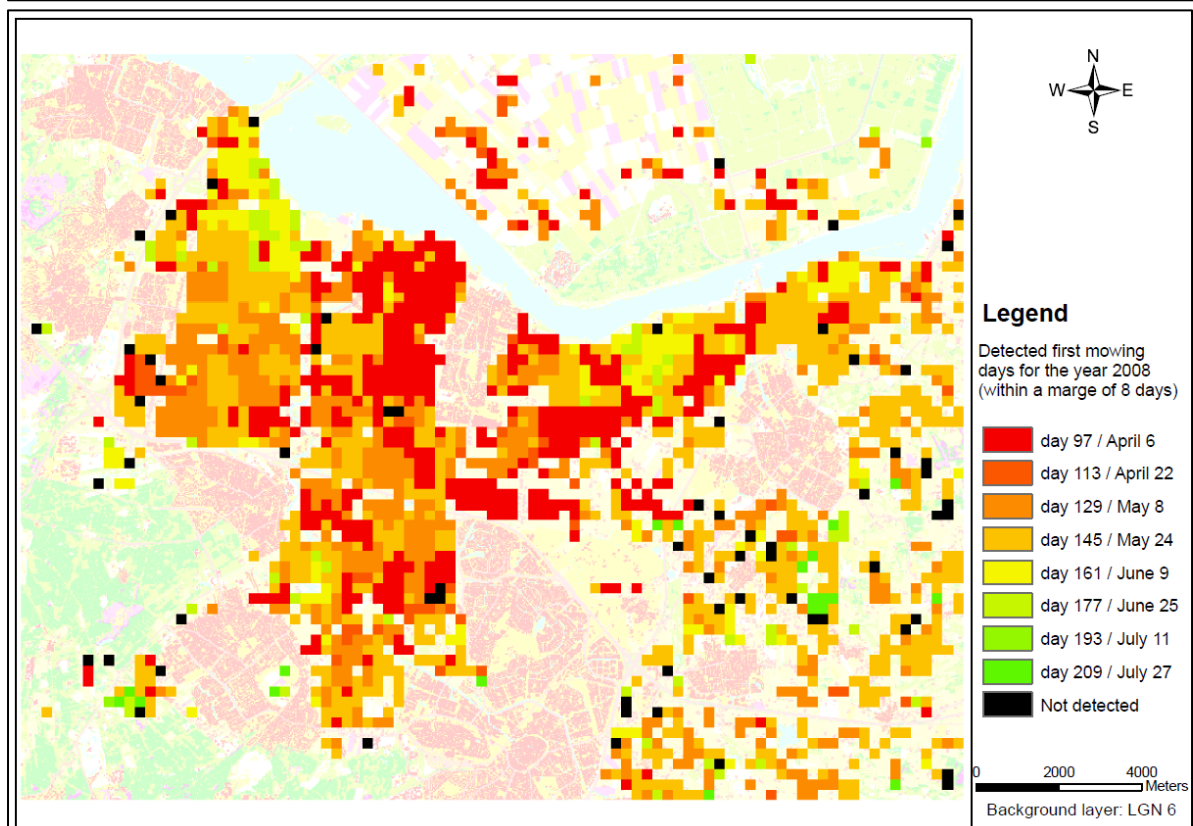 N
W E
S
Legend
Detected first mowing
days for the year 2008
(within a marge of 8 days)
day 97 / April 6
day 113 / April 22
day 129 / May 8
day 145 / May 24
day 161 / June 9
day 177 / June 25
day 193 / July 11
day 209 / July 27
Not detected
0 2000 4000
Meters
Background layer: LGN 6